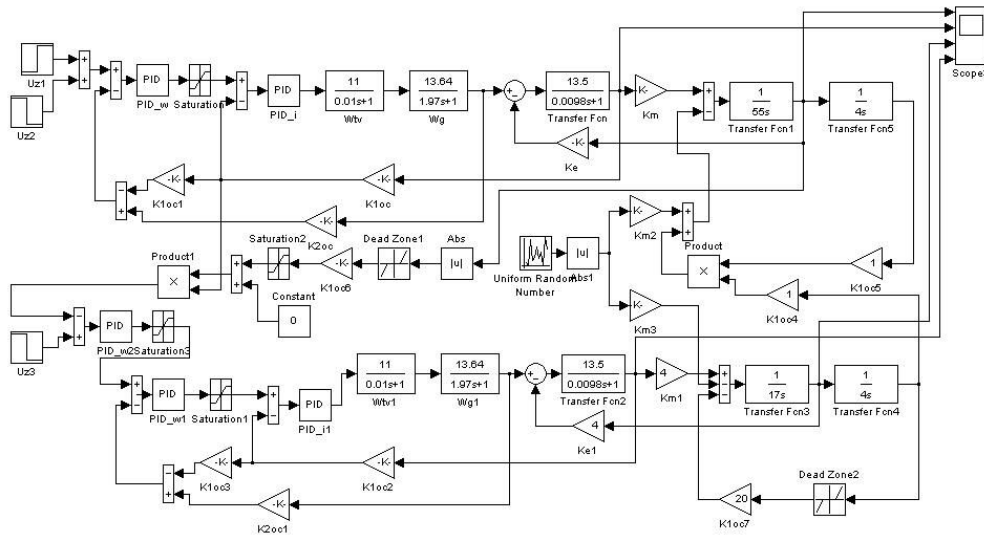 Uz1
Uz2
PID
PID_w
Saturation
PID
PID_i
11
0.01s+1
Wtv
13.64
1.97s+1
Wg
13.5
0.0098s+1
Transfer Fcn
-K-
Ke
K-
Km
1
55s
Transfer Fcn1
1
4s
Transfer Fcn5
-K-
K1oc1
-K-
K1oc
-K-
K2oc
Product1
Saturation2
-K-
K1oc6
Dead Zone1
Abs
|u|
Constant
0
Uniform Random
Number
|u|
Abs1
K-
Km2
K-
Km3
Product
1
K1oc5
1
K1oc4
Uz3
PID
PID_w2
Saturation3
PID
PID_w1
Saturation1
PID
PID_i1
11
0.01s+1
Wtv1
13.64
1.97s+1
Wg1
13.5
0.0098s+1
Transfer Fcn2
4
Ke1
4
Km1
1
17s
Transfer Fcn3
1
4s
Transfer Fcn4
-K-
K1oc3
-K-
K1oc2
-K-
K2oc1
Dead Zone2
20
K1oc7